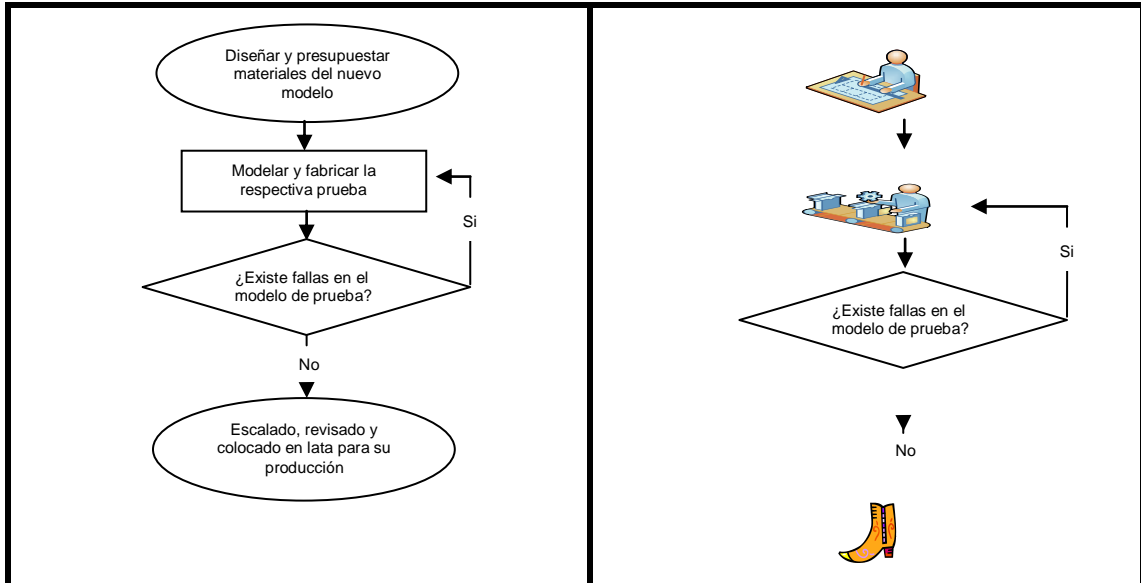 Diseñar y presupuestar
materiales del nuevo
modelo
Modelar y fabricar la
respectiva prueba
Si
¿Existe fallas en el
modelo de prueba?
No
Escalado, revisado y
colocado en lata para su
producción
Si
¿Existe fallas en el
modelo de prueba?
No